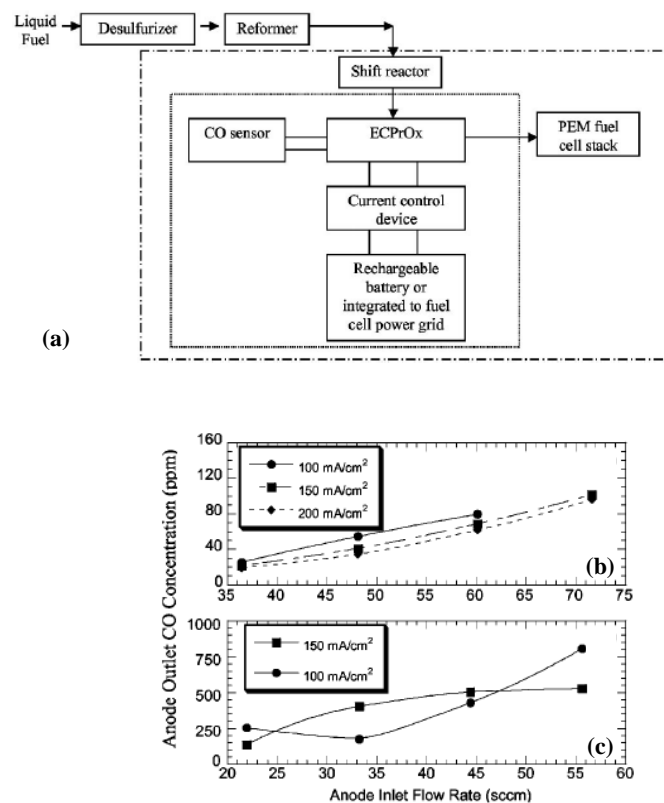 Liquid
Fuel
Desulfurizer
Reformer
Shift reactor
CO sensor
ECPrOx
PEM fuel
cell stack
Current control
device
Rechargeable
battery or
integrated to fuel
cell power grid
(a)
Anode Outlet CO Concentration (ppm)
160
120
80
40
0
100 mA/cm²
150 mA/cm²
200 mA/cm²
(b)
35 40 45 50 55 60 65 70 75
1000
750
500
250
0
150 mA/cm²
100 mA/cm²
(c)
20 25 30 35 40 45 50 55 60
Anode Inlet Flow Rate (sccm)